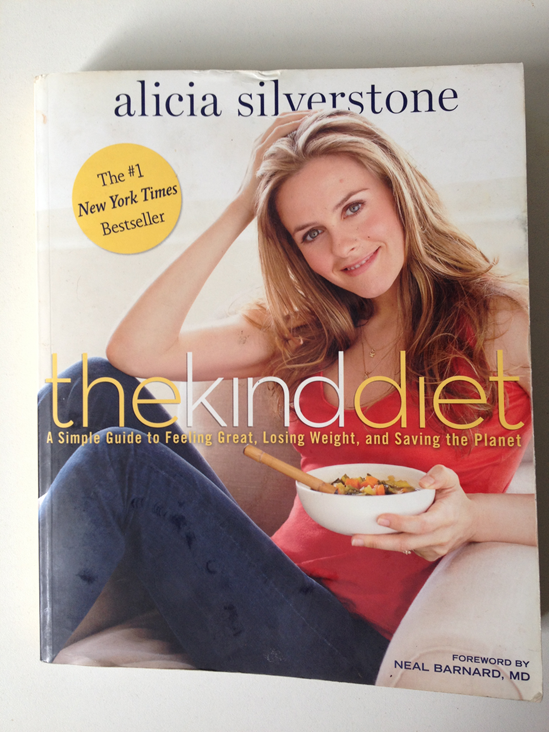 alicia silverstone
The #1
New York Times
Bestseller
thekinddiet
A Simple Guide to Feeling Great, Losing Weight, and Saving the Planet
FOREWORD BY
NEAL BARNARD, MD